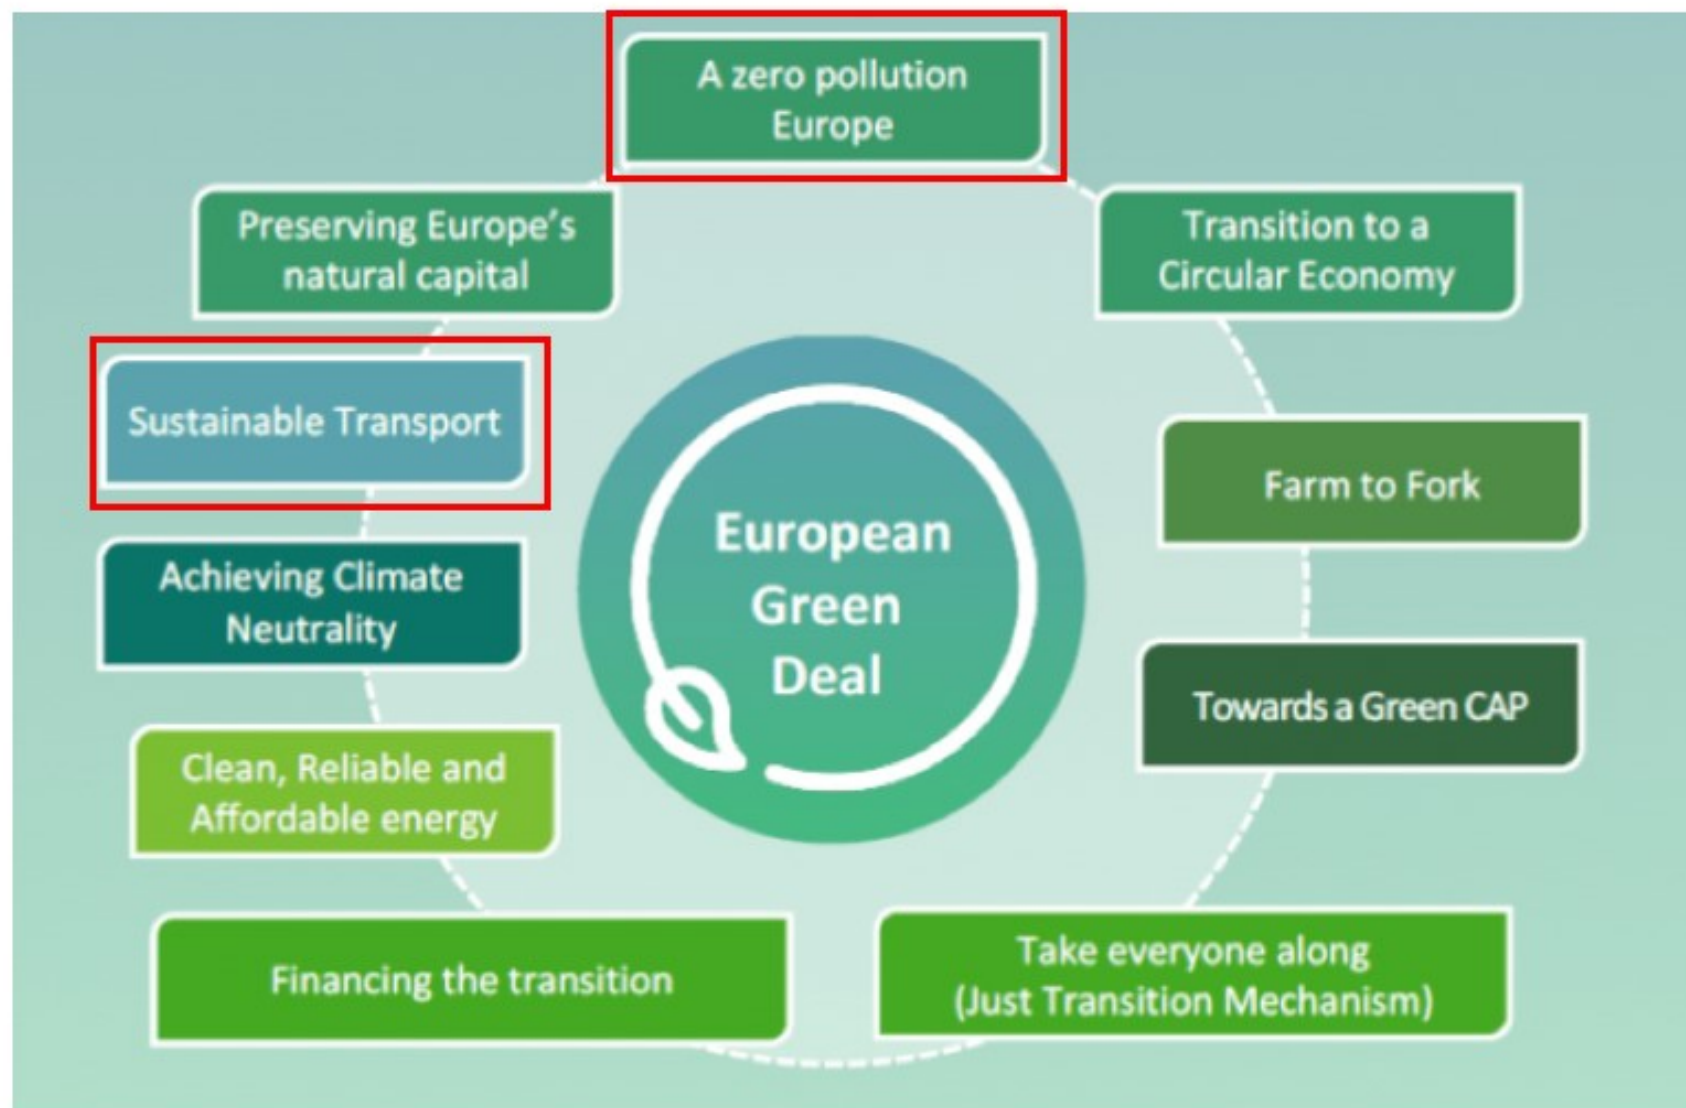 A zero pollution
Europe
Preserving Europe's
natural capital
Transition to a
Circular Economy
Sustainable Transport
Farm to Fork
European
Green
Deal
Achieving Climate
Neutrality
Towards a Green CAP
Clean, Reliable and
Affordable energy
Financing the transition
Take everyone along
(Just Transition Mechanism)